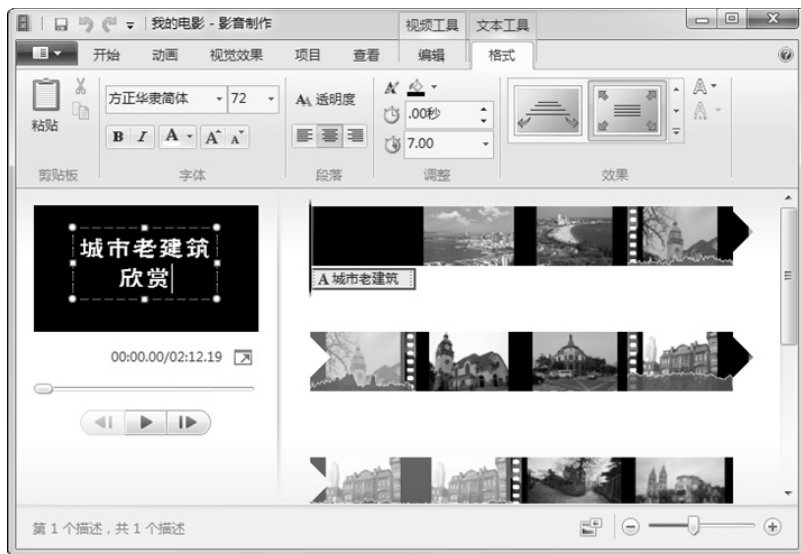 我的电影 - 影音制作
视频工具
文本工具
开始
动画
视觉效果
项目
查看
编辑
格式
粘贴
剪贴板
方正华隶简体
72
B I A A A
字体
AA 透明度
段落
.00秒
7.00
调整
A
A
效果
城市老建筑
欣赏
A 城市老建筑
00:00.00/02:12.19
第 1 个描述，共 1 个描述